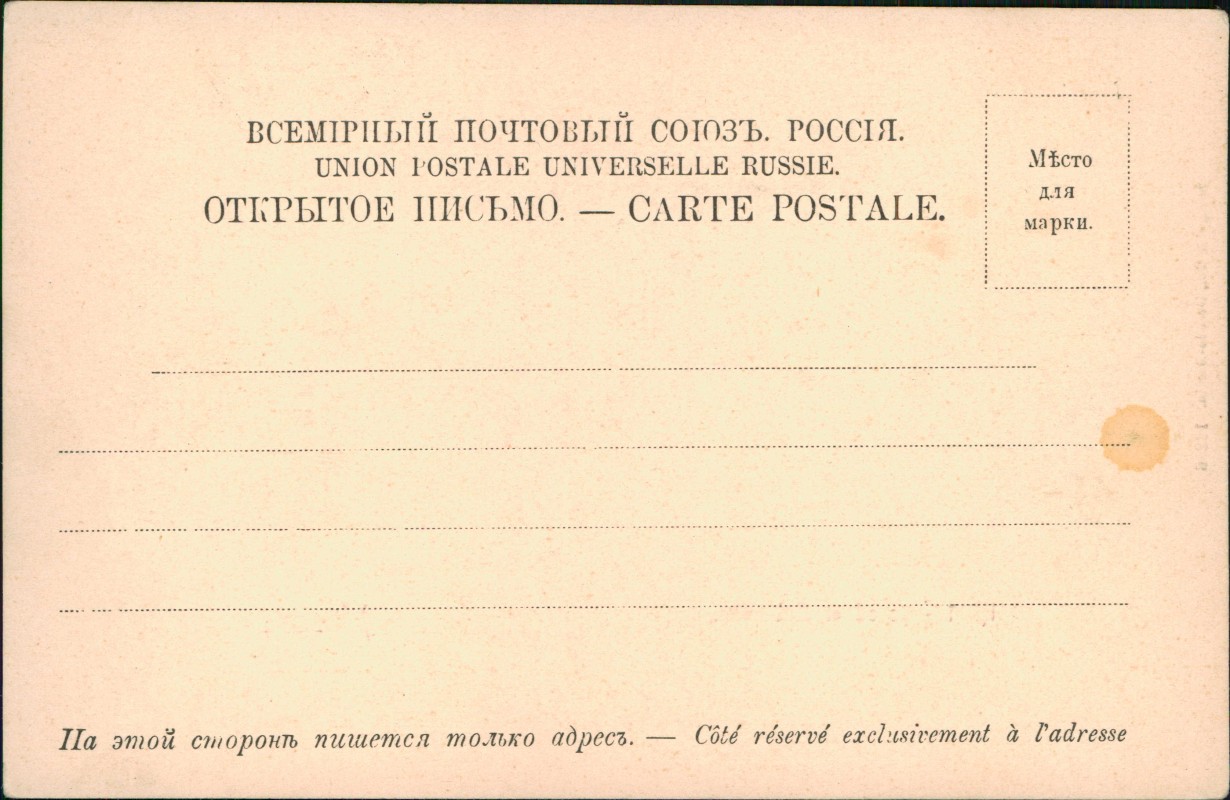 ВСЕМІРНЫЙ ПОЧТОВЫЙ СОЮЗЪ. РОССІЯ.
UNION POSTALE UNIVERSELLE RUSSIE.
ОТКРЫТОЕ ПИСЬМО. — CARTE POSTALE.
Мѣсто
для
марки.
На этой сторонѣ пишется только адресъ. — Côté réservé exclusivement à l'adresse